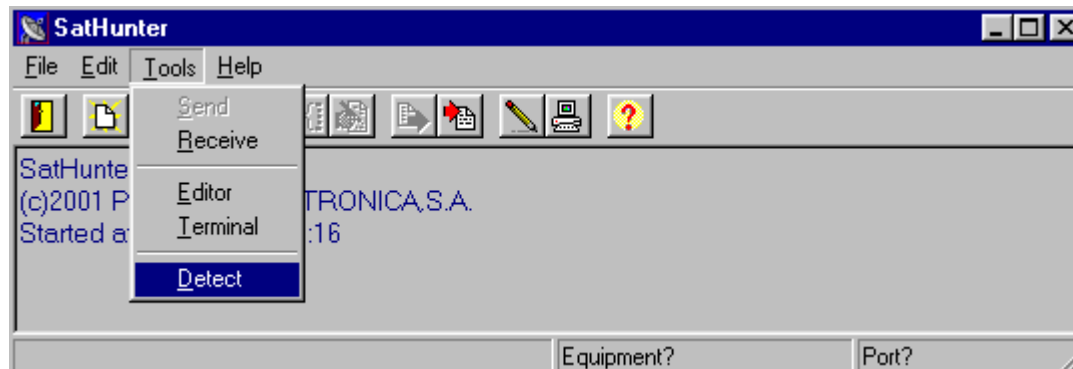 SatHunter
File Edit Tools Help
Send
Receive
Editor
Terminal
Detect
SatHunte
(c)2001 P TRONICA,S.A.
Started a :16
Equipment? Port?